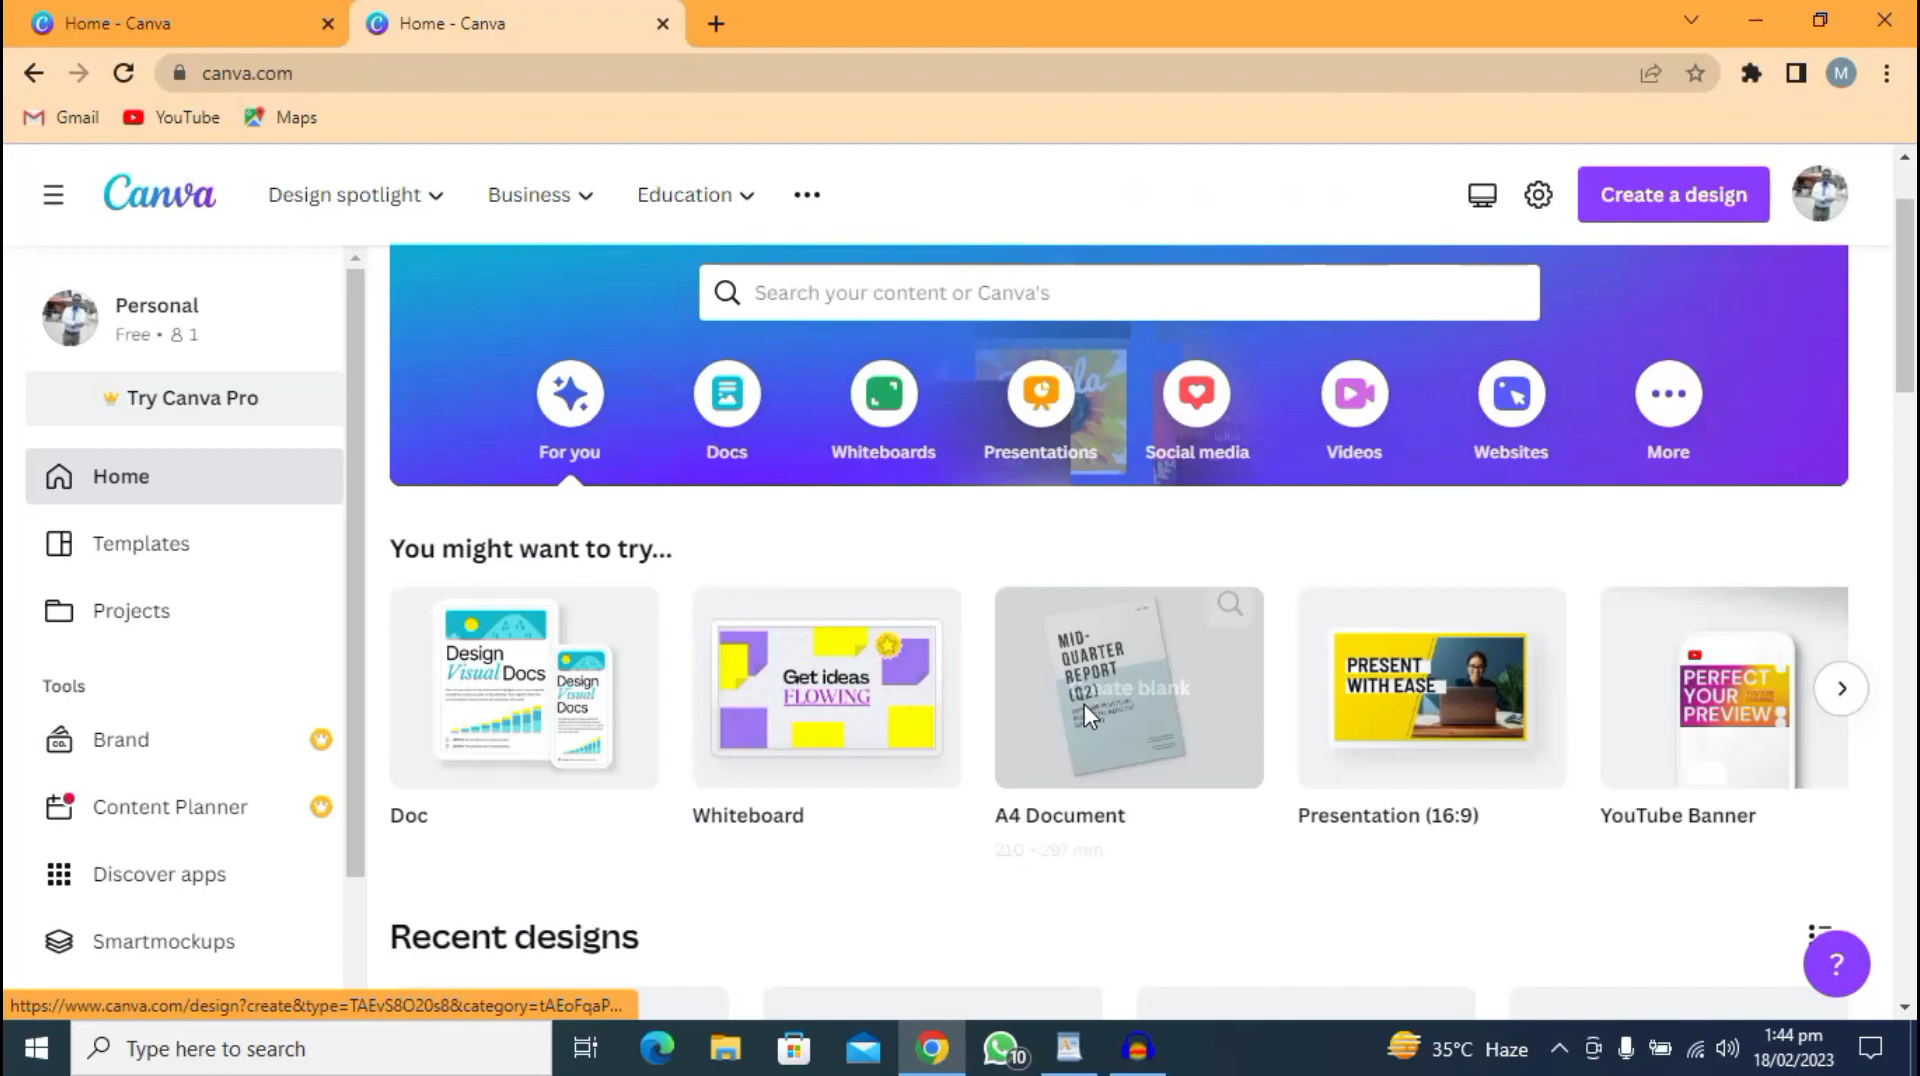 Home - Canva
Home - Canva
canva.com
M
Gmail
YouTube
Maps
Canva
Design spotlight
Business
Education
Create a design
Personal
Free • 1
Search your content or Canva's
Try Canva Pro
For you
Docs
Whiteboards
Presentations
Social media
Videos
Websites
More
Home
Templates
Projects
Tools
Brand
Content Planner
Discover apps
Smartmockups
You might want to try...
Design
Visual Docs
Design
Visual
Docs
Get ideas
FLOWING
MID-
QUARTER
REPORT
(Q2)
ate blank
PRESENT
WITH EASE
PERFECT
YOUR
PREVIEW
Doc
Whiteboard
A4 Document
Presentation (16:9)
YouTube Banner
210 × 297 mm
Recent designs
?
https://www.canva.com/design?create&type=TAEvS8O20s8&category=tAEoFqaP...
Type here to search
10
35°C Haze
1:44 pm
18/02/2023